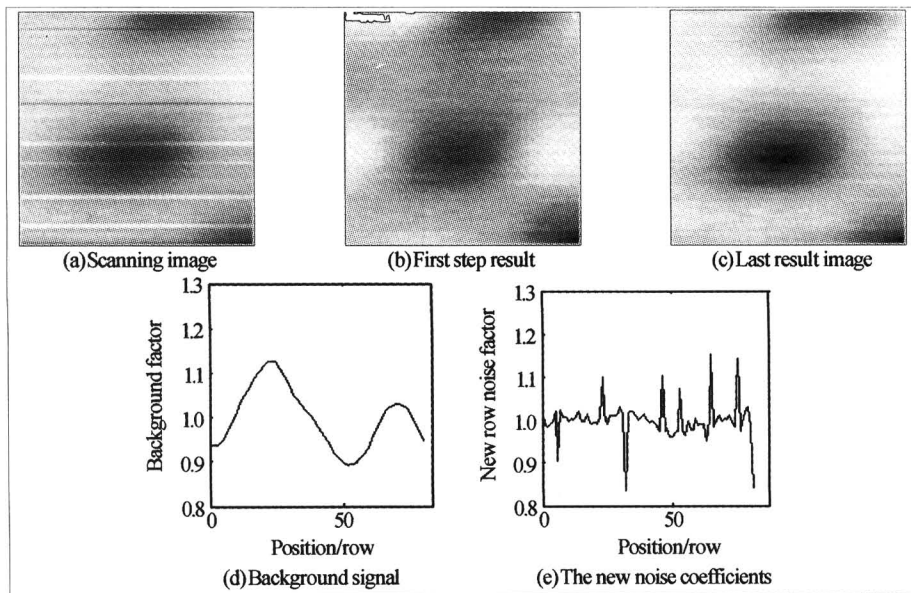 (a)Scanning image
(b)First step result
(c)Last result image
1.3
1.2
1.1
1.0
0.9
0.8
Background factor
0
50
Position/row
(d)Background signal
1.3
1.2
1.1
1.0
0.9
0.8
New row noise factor
0
50
Position/row
(e)The new noise coefficients